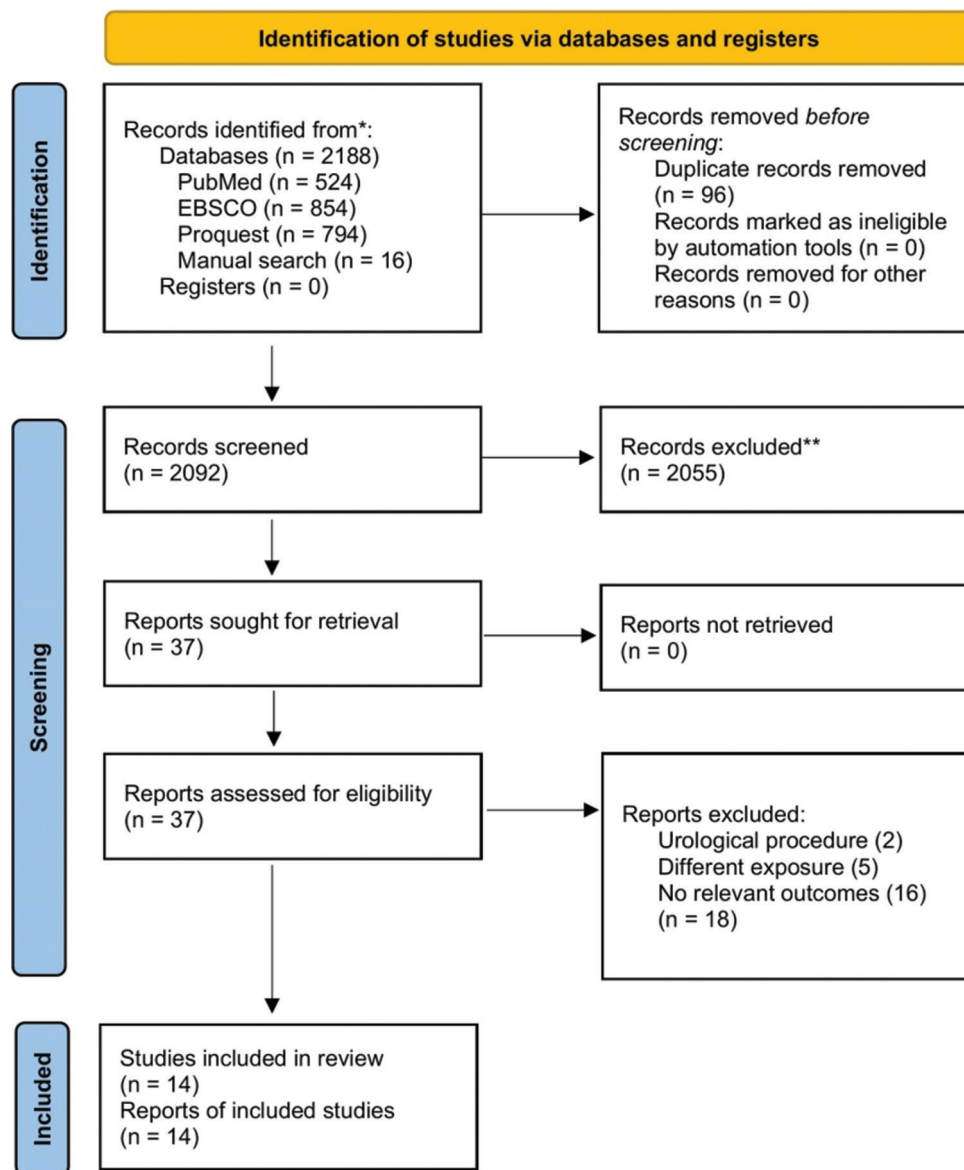 Identification of studies via databases and registers
Identification
Records identified from*:
Databases (n = 2188)
PubMed (n = 524)
EBSCO (n = 854)
Proquest (n = 794)
Manual search (n = 16)
Registers (n = 0)
Records removed before
screening:
Duplicate records removed
(n = 96)
Records marked as ineligible
by automation tools (n = 0)
Records removed for other
reasons (n = 0)
Screening
Records screened
(n = 2092)
Records excluded**
(n = 2055)
Reports sought for retrieval
(n = 37)
Reports not retrieved
(n = 0)
Reports assessed for eligibility
(n = 37)
Reports excluded:
Urological procedure (2)
Different exposure (5)
No relevant outcomes (16)
(n = 18)
Included
Studies included in review
(n = 14)
Reports of included studies
(n = 14)